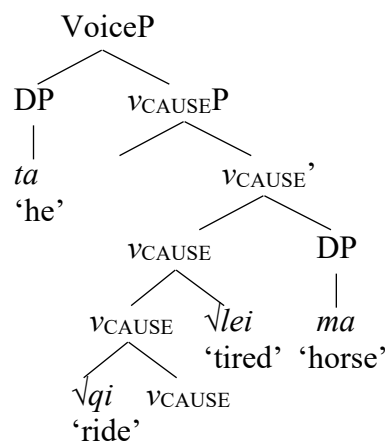 VoiceP
DP vCAUSEP
ta vCAUSE’
‘he’
vCAUSE DP
vCAUSE √lei ma
‘tired’ ‘horse’
√qi vCAUSE
‘ride’